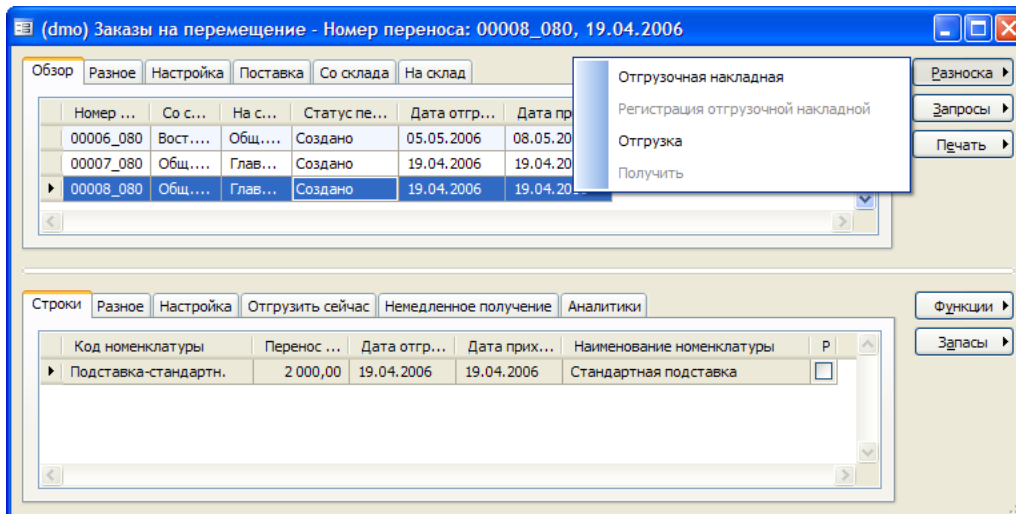 (dmo) Заказы на перемещение - Номер переноса: 00008_080, 19.04.2006
Обзор Разное Настройка Поставка Со склада На склад
Номер ... Со с... На с... Статус пе... Дата отгр... Дата пр
00006_080 Вост.... Общ.... Создано 05.05.2006 08.05.20
00007_080 Общ.... Глав... Создано 19.04.2006 19.04.20
00008_080 Общ.... Глав... Создано 19.04.2006 19.04.20
Отгрузочная накладная
Регистрация отгрузочной накладной
Отгрузка
Получить
Разноска
Запросы
Печать
Строки Разное Настройка Отгрузить сейчас Немедленное получение Аналитики
Код номенклатуры Перенос ... Дата отгр... Дата прих... Наименование номенклатуры Р
Подставка-стандартн. 2 000,00 19.04.2006 19.04.2006 Стандартная подставка
Функции
Запасы